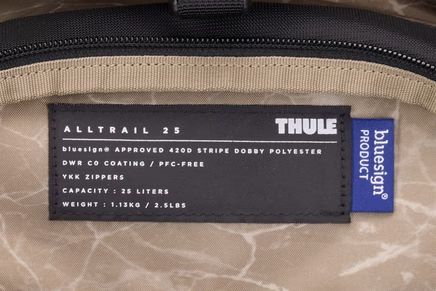 ALLTRAIL 25
THULE
bluesign® APPROVED 420D STRIPE DOBBY POLYESTER
DWR C0 COATING / PFC-FREE
YKK ZIPPERS
CAPACITY : 25 LITERS
WEIGHT : 1.13KG / 2.5LBS
bluesign®
PRODUCT